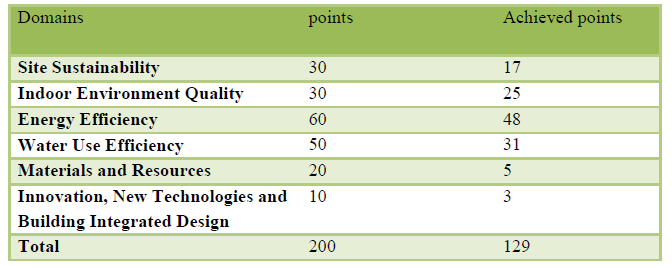 Domains points Achieved points
Site Sustainability 30 17
Indoor Environment Quality 30 25
Energy Efficiency 60 48
Water Use Efficiency 50 31
Materials and Resources 20 5
Innovation, New Technologies and 10 3
Building Integrated Design
Total 200 129